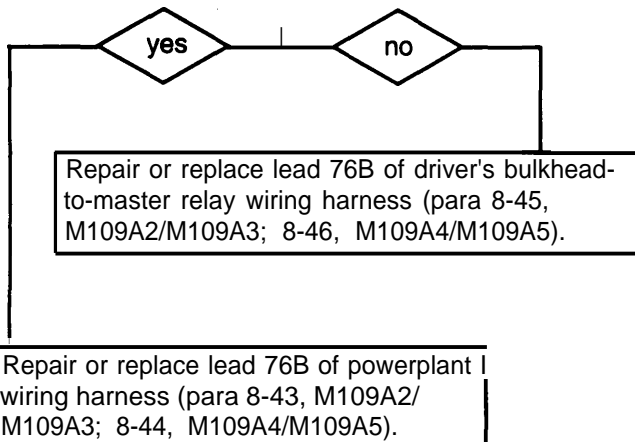 yes
no
Repair or replace lead 76B of driver's bulkhead-
to-master relay wiring harness (para 8-45,
M109A2/M109A3; 8-46, M109A4/M109A5).
Repair or replace lead 76B of powerplant
wiring harness (para 8-43, M109A2/
M109A3; 8-44, M109A4/M109A5).